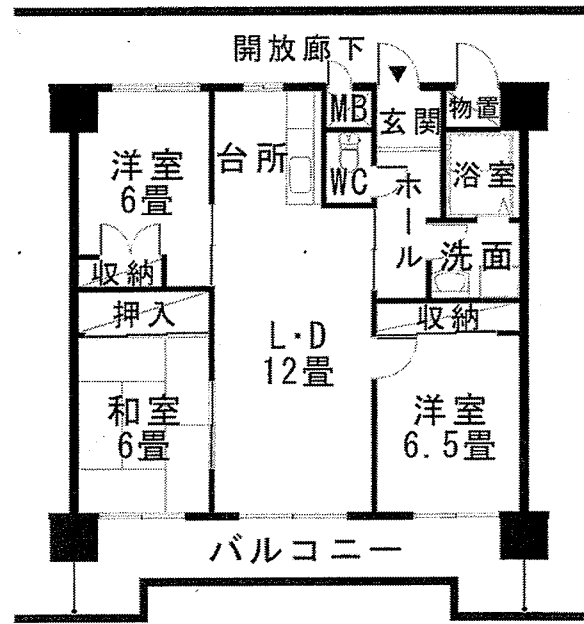 開放廊下
MB
玄関
物置
洋室
6畳
台所
WC
ホール
浴室
収納
洗面
押入
L・D
12畳
収納
和室
6畳
洋室
6.5畳
バルコニー